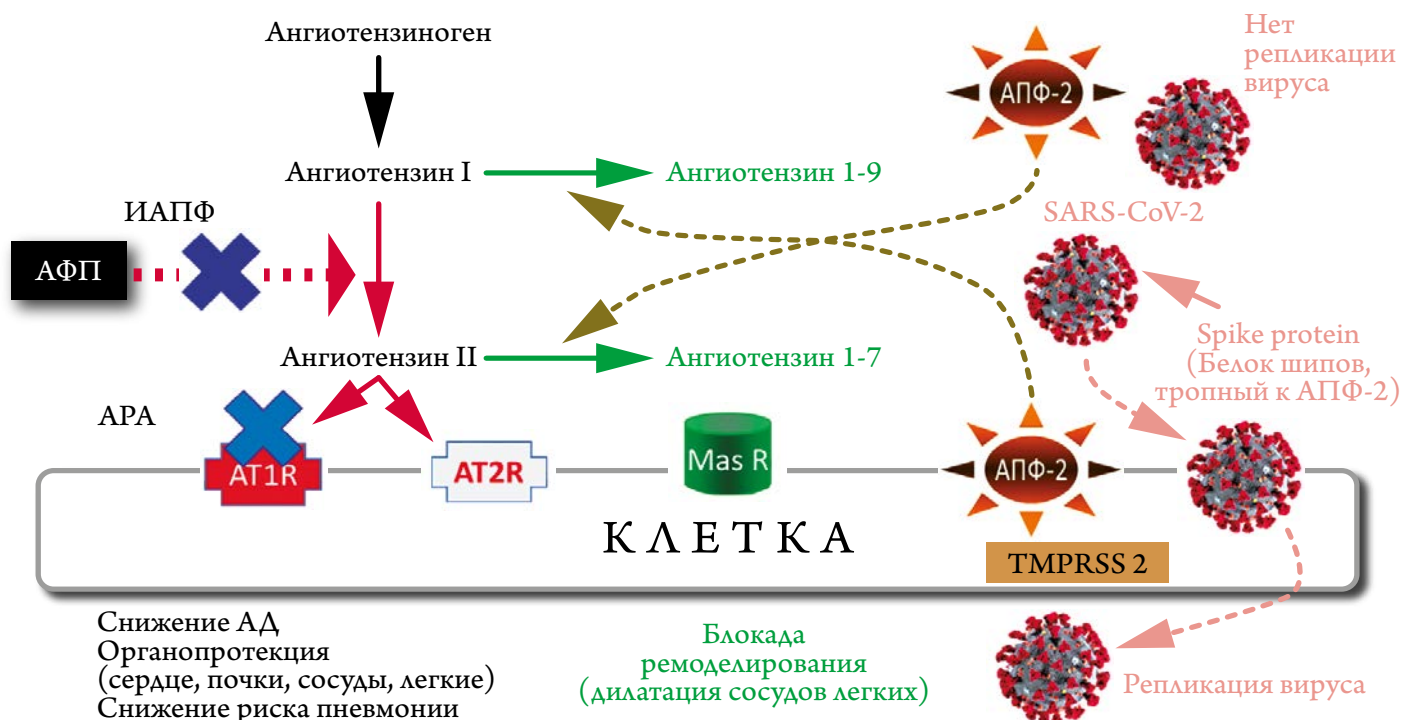 Ангиотензиноген
Нет
репликации
вируса
АПФ-2
Ангиотензин I
Ангиотензин 1-9
ИАПФ
SARS-CoV-2
АФП
Spike protein
(Белок шипов,
тропный к АПФ-2)
Ангиотензин II
Ангиотензин 1-7
АРА
AT1R
AT2R
Mas R
АПФ-2
КЛЕТКА
TMPRSS 2
Снижение АД
Органопротекция
(сердце, почки, сосуды, легкие)
Снижение риска пневмонии
Блокада
ремоделирования
(дилатация сосудов легких)
Репликация вируса